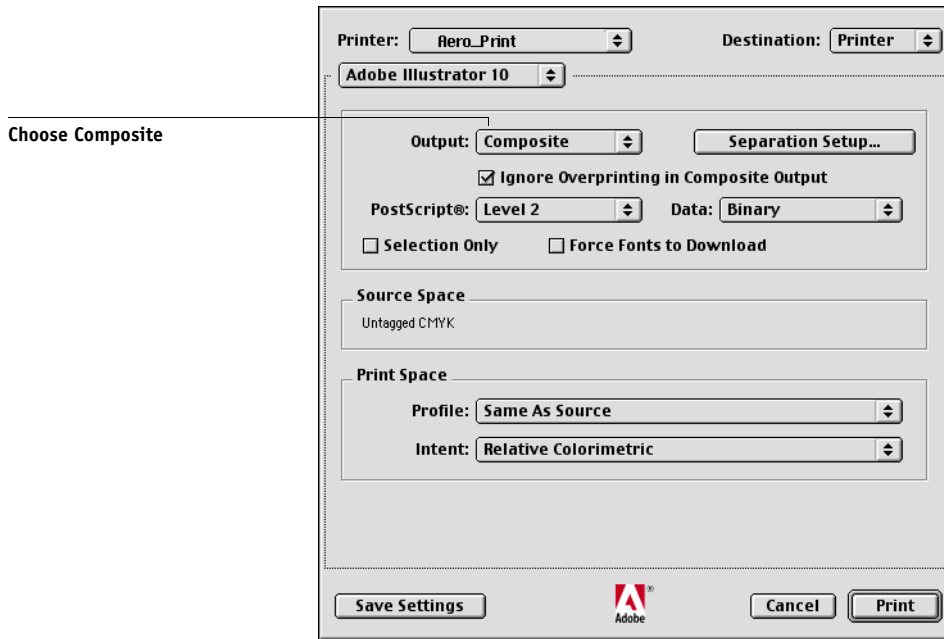 Printer: Aero_Print Destination: Printer
Adobe Illustrator 10
Choose Composite
Output: Composite Separation Setup...
Ignore Overprinting in Composite Output
PostScript®: Level 2 Data: Binary
Selection Only Force Fonts to Download
Source Space
Untagged CMYK
Print Space
Profile: Same As Source
Intent: Relative Colorimetric
Save Settings Adobe® Cancel Print